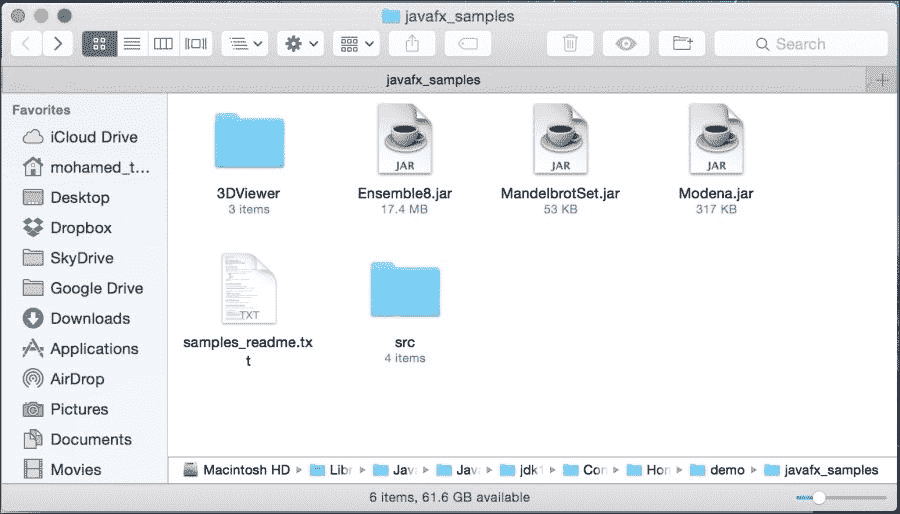 javafx_samples
Search
javafx_samples
Favorites
iCloud Drive
mohamed_t...
Desktop
Dropbox
SkyDrive
Google Drive
Downloads
Applications
AirDrop
Pictures
Documents
Movies
JAR
JAR
JAR
3DViewer
3 items
Ensemble8.jar
17.4 MB
MandelbrotSet.jar
53 KB
Modena.jar
317 KB
TXT
samples_readme.tx
t
src
4 items
Macintosh HD Libr Java Java jdk1 Con Hom demo javafx_samples
6 items, 61.6 GB available